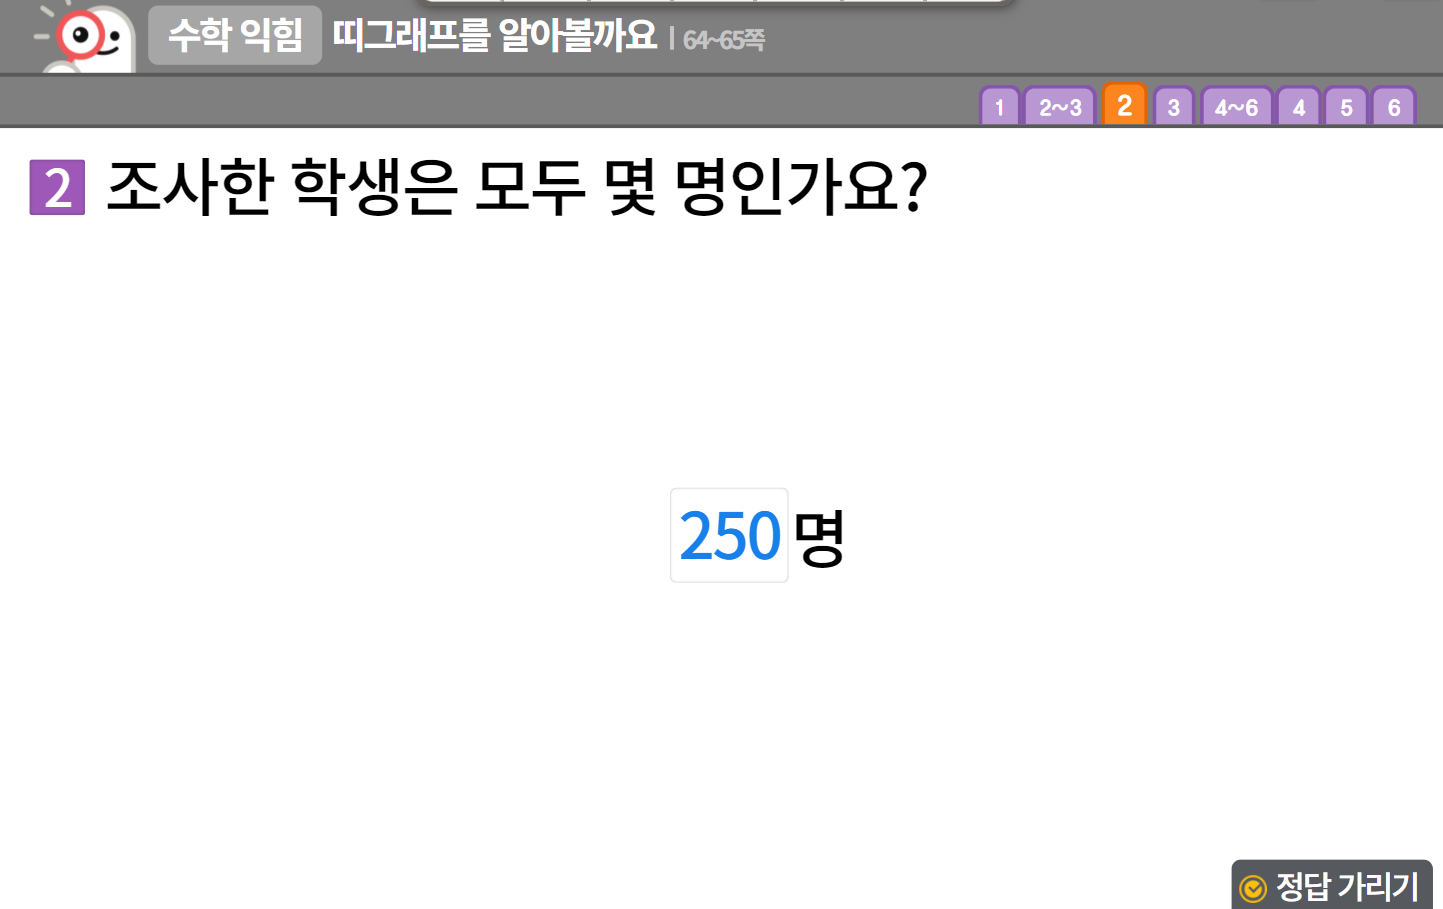 수학 익힘 띠그래프를 알아볼까요 | 64~65쪽
1 2~3 2 3 4~6 4 5 6
2 조사한 학생은 모두 몇 명인가요?
250 명
정답 가리기